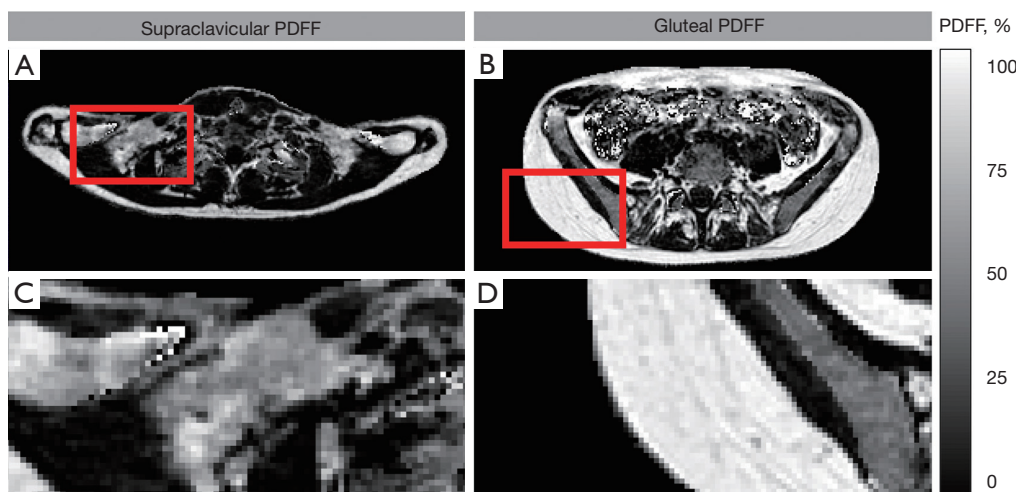 Supraclavicular PDFF
Gluteal PDFF
PDFF, %
A
B
100
75
50
C
D
25
0